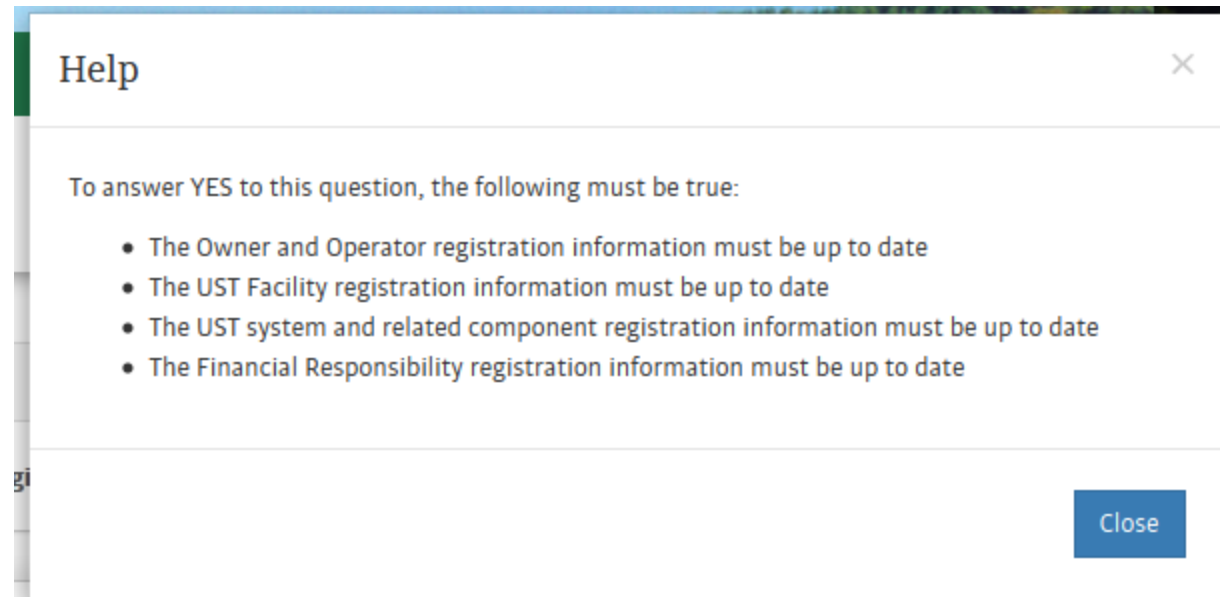 Help
To answer YES to this question, the following must be true:
• The Owner and Operator registration information must be up to date
• The UST Facility registration information must be up to date
• The UST system and related component registration information must be up to date
• The Financial Responsibility registration information must be up to date
gi
Close